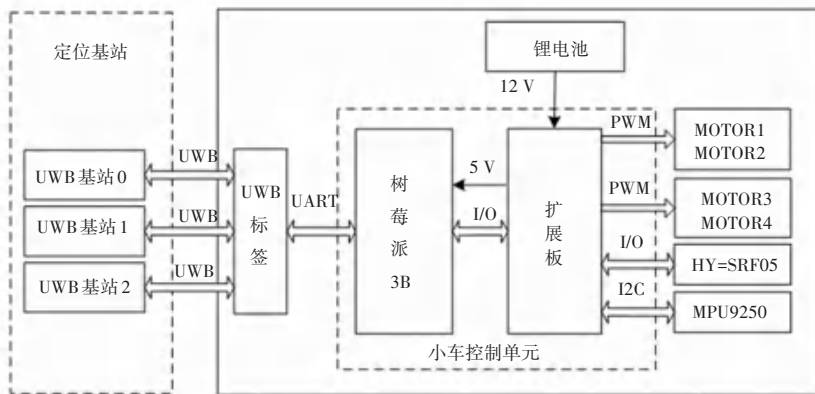 定位基站
锂电池
12 V
UWB基站0
UWB基站1
UWB基站2
UWB
UWB
UWB
UWB
标
签
UART
树
莓
派
3B
5 V
I/O
扩
展
板
PWM
PWM
I/O
I2C
MOTOR1
MOTOR2
MOTOR3
MOTOR4
HY=SRF05
MPU9250
小车控制单元